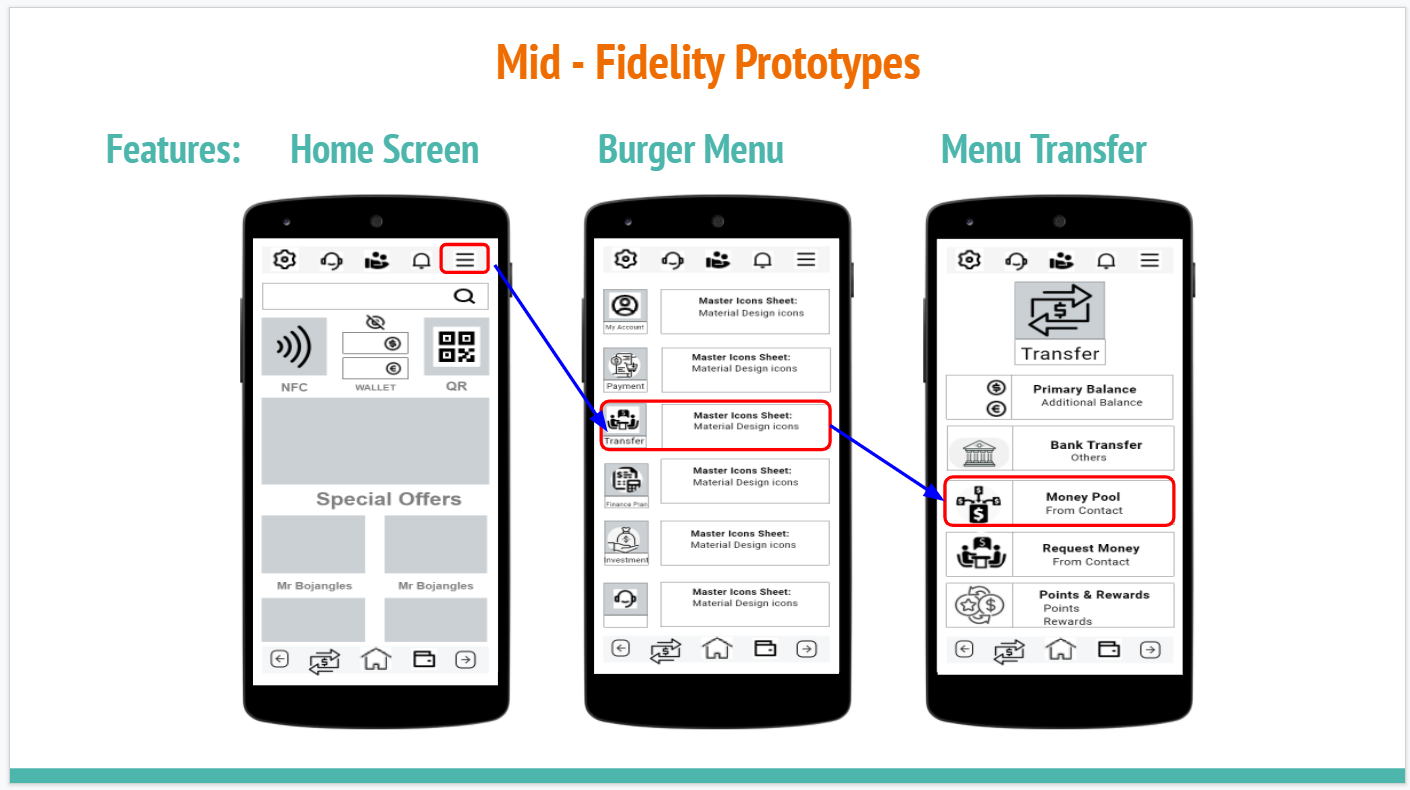 Mid - Fidelity Prototypes
Features:
Home Screen
Burger Menu
Menu Transfer
NFC
WALLET
QR
Special Offers
Mr Bojangles
Mr Bojangles
My Account
Master Icons Sheet:
Material Design icons
Payment
Master Icons Sheet:
Material Design icons
Transfer
Master Icons Sheet:
Material Design icons
Finance Plan
Master Icons Sheet:
Material Design icons
Investment
Master Icons Sheet:
Material Design icons
Master Icons Sheet:
Material Design icons
Transfer
Primary Balance
Additional Balance
Bank Transfer
Others
Money Pool
From Contact
Request Money
From Contact
Points & Rewards
Points
Rewards